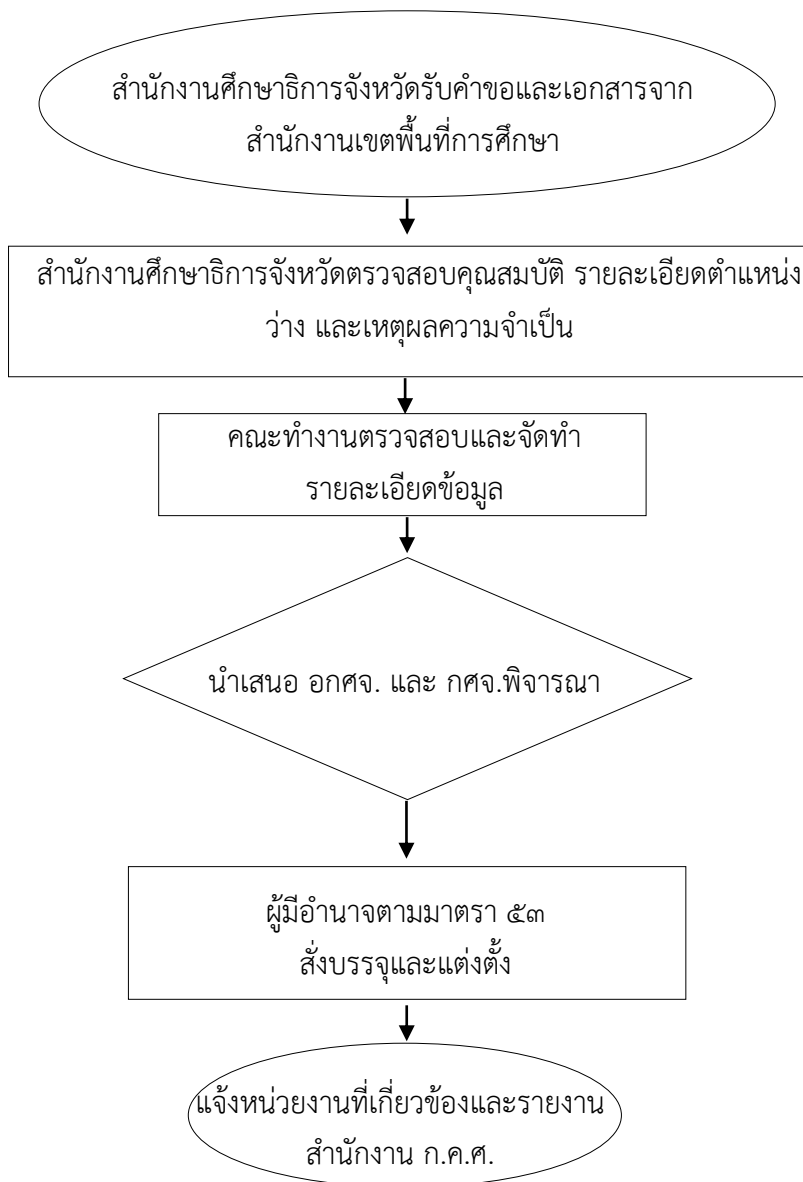 สำนักงานศึกษาธิการจังหวัดรับคำขอและเอกสารจาก
สำนักงานเขตพื้นที่การศึกษา
สำนักงานศึกษาธิการจังหวัดตรวจสอบคุณสมบัติ รายละเอียดตำแหน่ง
ว่าง และเหตุผลความจำเป็น
คณะทำงานตรวจสอบและจัดทำ
รายละเอียดข้อมูล
นำเสนอ อกศจ. และ กศจ.พิจารณา
ผู้มีอำนาจตามมาตรา ๕๓
สั่งบรรจุและแต่งตั้ง
แจ้งหน่วยงานที่เกี่ยวข้องและรายงาน
สำนักงาน ก.ค.ศ.